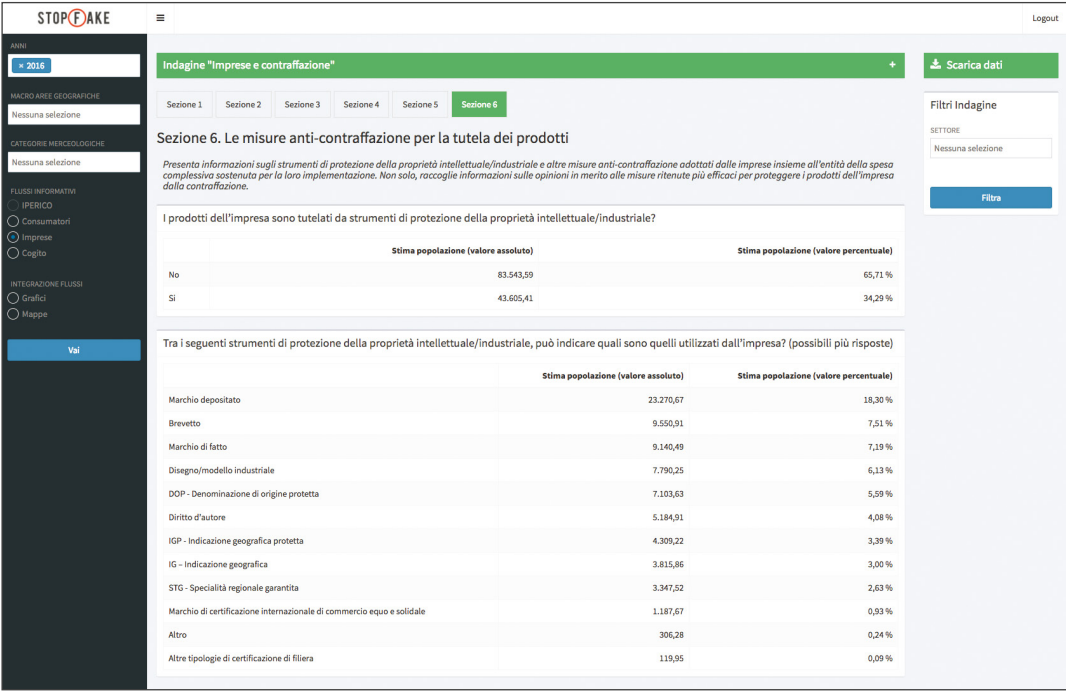 STOPFAKE
Logout
ANNI
× 2016
MACRO AREE GEOGRAFICHE
Nessuna selezione
CATEGORIE MERCEOLOGICHE
Nessuna selezione
FLUSSI INFORMATIVI
IPERICO
Consumatori
Imprese
Cogito
INTEGRAZIONE FLUSSI
Grafici
Mappe
Vai
Indagine "Imprese e contraffazione" +
Sezione 1 Sezione 2 Sezione 3 Sezione 4 Sezione 5 Sezione 6
Sezione 6. Le misure anti-contraffazione per la tutela dei prodotti
Presenta informazioni sugli strumenti di protezione della proprietà intellettuale/industriale e altre misure anti-contraffazione adottati dalle imprese insieme all'entità della spesa
complessiva sostenuta per la loro implementazione. Non solo, raccoglie informazioni sulle opinioni in merito alle misure ritenute più efficaci per proteggere i prodotti dell'impresa
dalla contraffazione.
I prodotti dell'impresa sono tutelati da strumenti di protezione della proprietà intellettuale/industriale?
Stima popolazione (valore assoluto) Stima popolazione (valore percentuale)
No 83.543,59 65,71 %
Si 43.605,41 34,29 %
Tra i seguenti strumenti di protezione della proprietà intellettuale/industriale, può indicare quali sono quelli utilizzati dall'impresa? (possibili più risposte)
Stima popolazione (valore assoluto) Stima popolazione (valore percentuale)
Marchio depositato 23.270,67 18,30 %
Brevetto 9.550,91 7,51 %
Marchio di fatto 9.140,49 7,19 %
Disegno/modello industriale 7.790,25 6,13 %
DOP - Denominazione di origine protetta 7.103,63 5,59 %
Diritto d'autore 5.184,91 4,08 %
IGP - Indicazione geografica protetta 4.309,22 3,39 %
IG – Indicazione geografica 3.815,86 3,00 %
STG - Specialità regionale garantita 3.347,52 2,63 %
Marchio di certificazione internazionale di commercio equo e solidale 1.187,67 0,93 %
Altro 306,28 0,24 %
Altre tipologie di certificazione di filiera 119,95 0,09 %
Scarica dati
Filtri Indagine
SETTORE
Nessuna selezione
Filtra